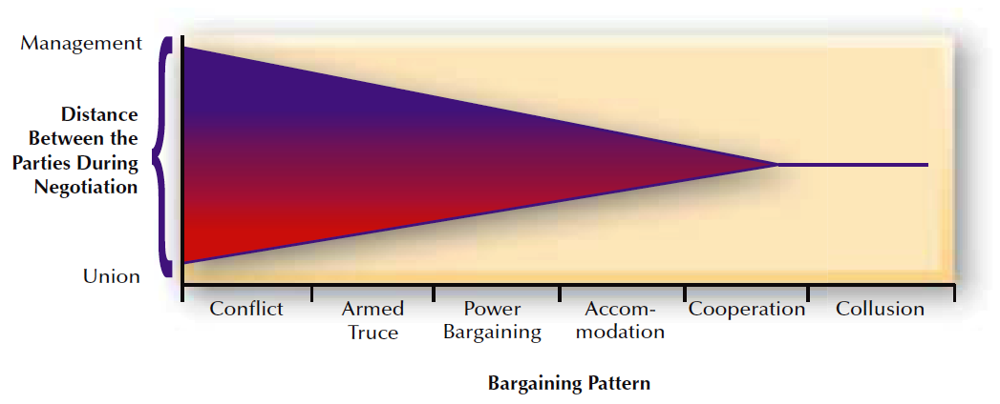 Management
Distance
Between the
Parties During
Negotiation
Union
Conflict
Armed
Truce
Power
Bargaining
Accom-
modation
Cooperation
Collusion
Bargaining Pattern